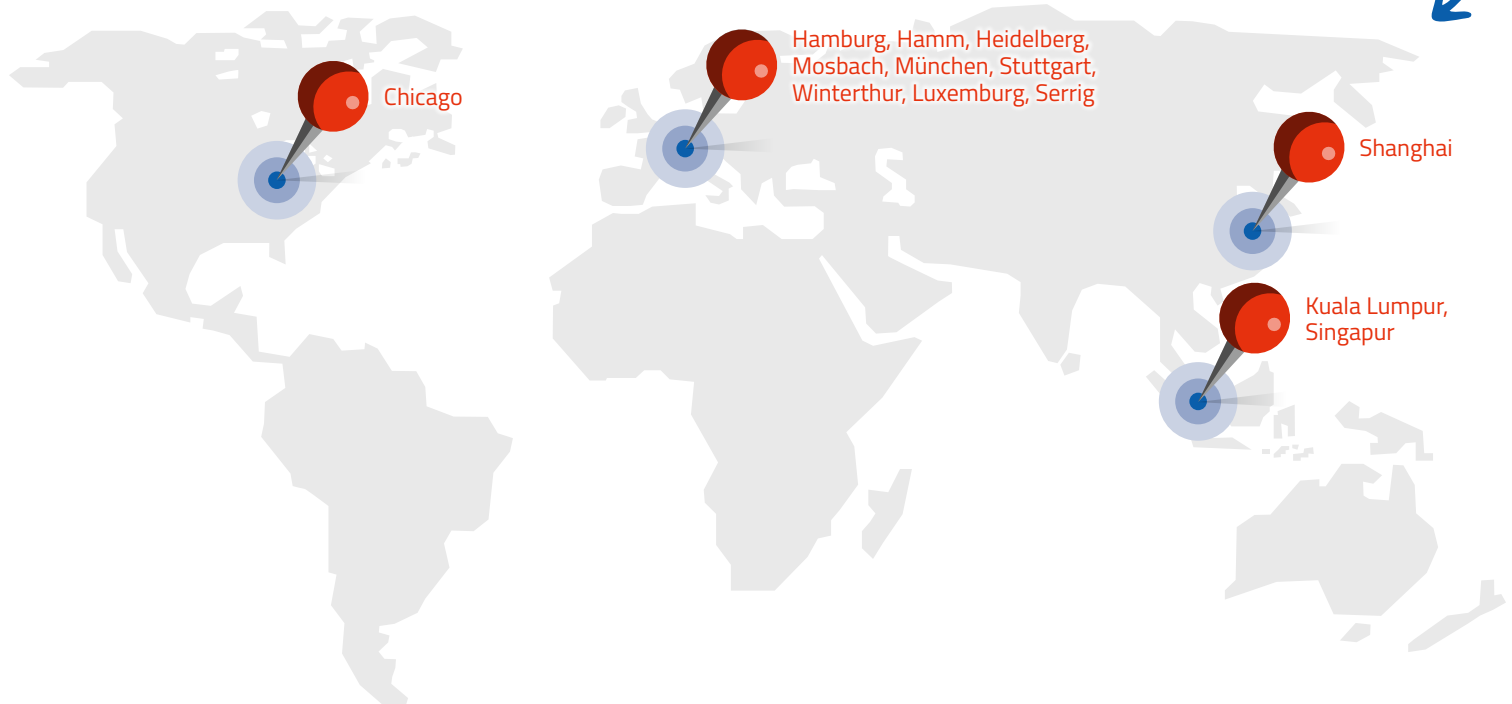 Hamburg, Hamm, Heidelberg,
Mosbach, München, Stuttgart,
Winterthur, Luxemburg, Serrig
Chicago
Shanghai
Kuala Lumpur,
Singapur